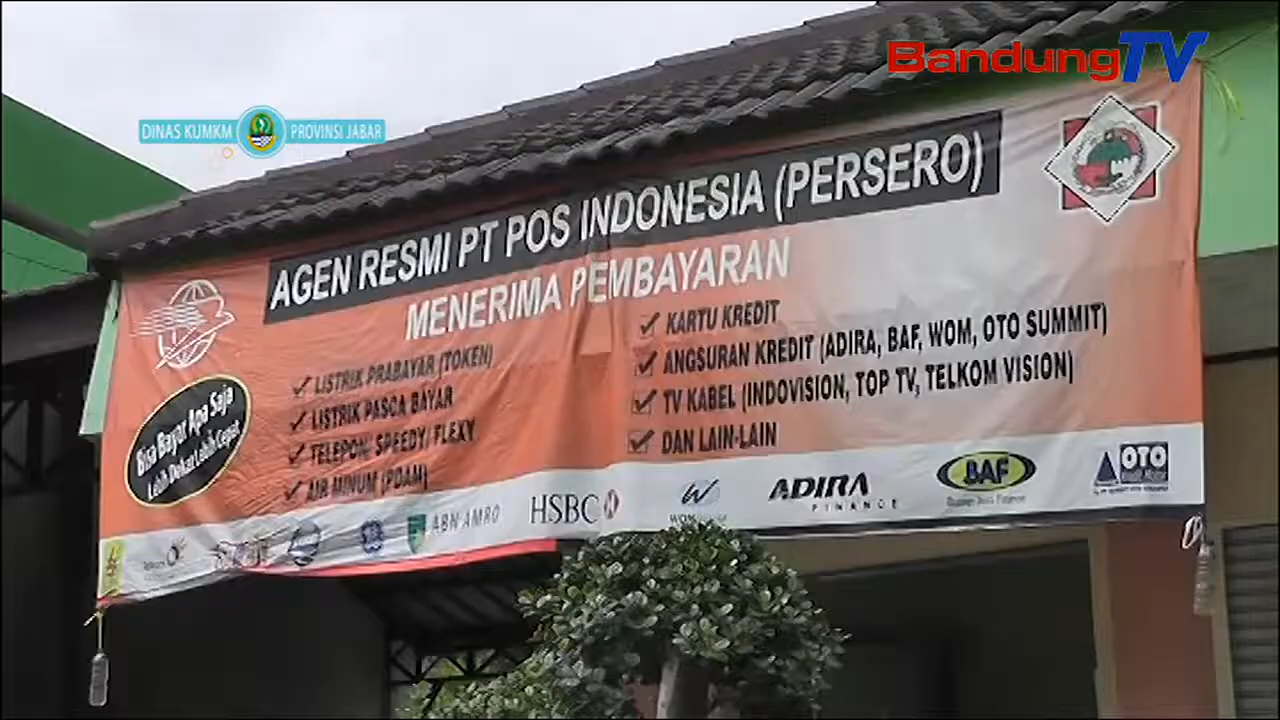 BandungTV
DINAS KUMKM PROVINSI JABAR
AGEN RESMI PT POS INDONESIA (PERSERO)
MENERIMA PEMBAYARAN
Bisa Bayar Apa Saja
Lebih Dekat Lebih Cepat
LISTRIK PRABAYAR (TOKEN)
LISTRIK PASCA BAYAR
TELEPON/ SPEEDY/ FLEXY
AIR MINUM (PDAM)
KARTU KREDIT
ANGSURAN KREDIT (ADIRA, BAF, WOM, OTO SUMMIT)
TV KABEL (INDOVISION, TOP TV, TELKOM VISION)
DAN LAIN-LAIN
ABN·AMRO
HSBC
ADIRA
FINANCE
BAF
OTO